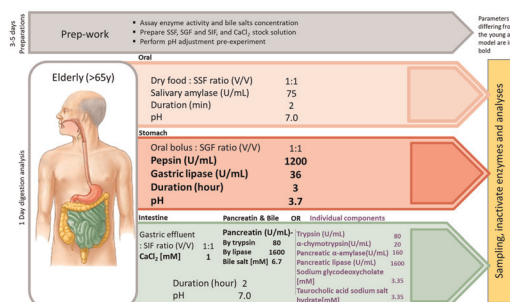 3-5 days
Preparations
Prep-work
• Assay enzyme activity and bile salts concentration
• Prepare SSF, SGF and SIF, and CaCl2 stock solution
• Perform pH adjustment pre-experiment
Parameters
differing fro
the young a
model are in
bold
Oral
Elderly (>65y)
Dry food : SSF ratio (V/V) 1:1
Salivary amylase (U/mL) 75
Duration (min) 2
pH 7.0
Stomach
Oral bolus : SGF ratio (V/V) 1:1
Pepsin (U/mL) 1200
Gastric lipase (U/mL) 36
Duration (hour) 3
pH 3.7
1 Day digestion analysis
Intestine Pancreatin & Bile OR Individual components
Gastric effluent
: SIF ratio (V/V) 1:1
CaCl2 [mM] 1
Pancreatin (U/mL)-
By trypsin 80
By lipase 1600
Bile salt [mM] 6.7
Trypsin(U/mL) 80
α-chymotrypsin(U/mL) 20
Pancreatic α-amylase(U/mL) 160
Pancreatic lipase (U/mL) 1600
Sodium glycodeoxycholate
[mM] 3.35
Taurocholic acid sodium salt
hydrate[mM] 3.35
Duration (hour) 2
pH 7.0
Sampling, inactivate enzymes and analyses